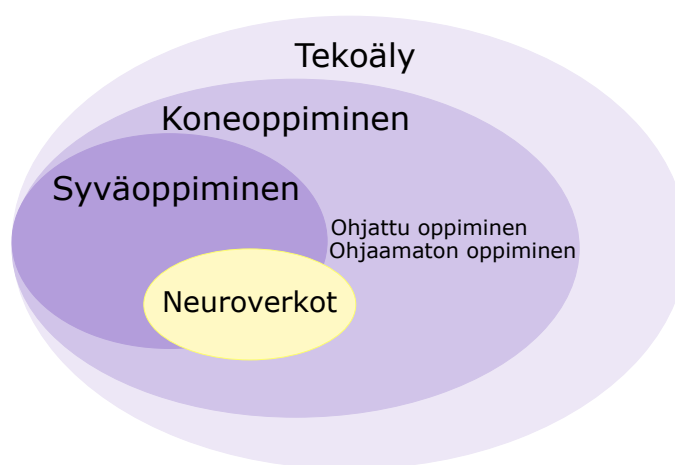 Tekoäly
Koneoppiminen
Syväoppiminen
Ohjattu oppiminen
Ohjaamaton oppiminen
Neuroverkot